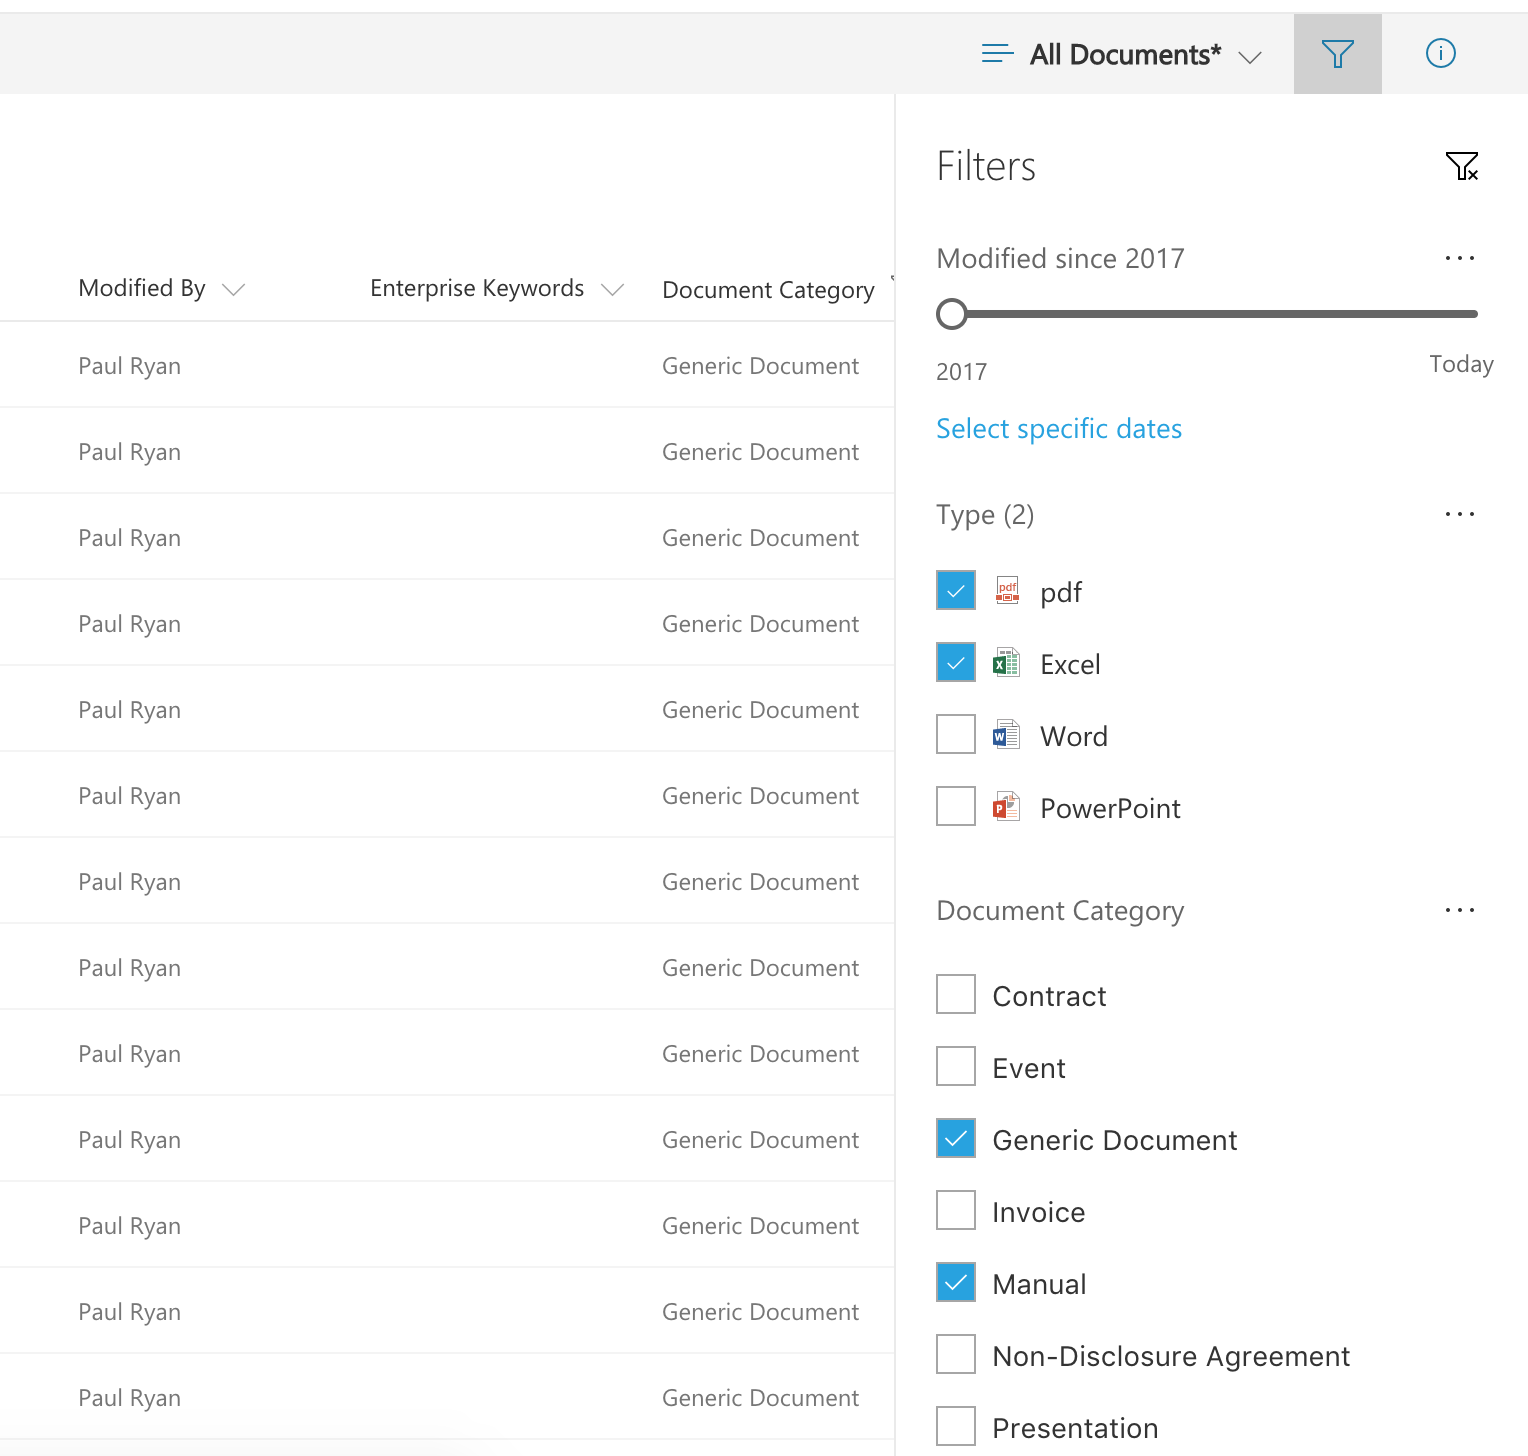 All Documents*
Filters
Modified since 2017
2017
Today
Select specific dates
Type (2)
pdf
pdf
X Excel
W Word
P PowerPoint
Document Category
Contract
Event
Generic Document
Invoice
Manual
Non-Disclosure Agreement
Presentation
Modified By Enterprise Keywords Document Category
Paul Ryan Generic Document
Paul Ryan Generic Document
Paul Ryan Generic Document
Paul Ryan Generic Document
Paul Ryan Generic Document
Paul Ryan Generic Document
Paul Ryan Generic Document
Paul Ryan Generic Document
Paul Ryan Generic Document
Paul Ryan Generic Document
Paul Ryan Generic Document
Paul Ryan Generic Document
Paul Ryan Generic Document